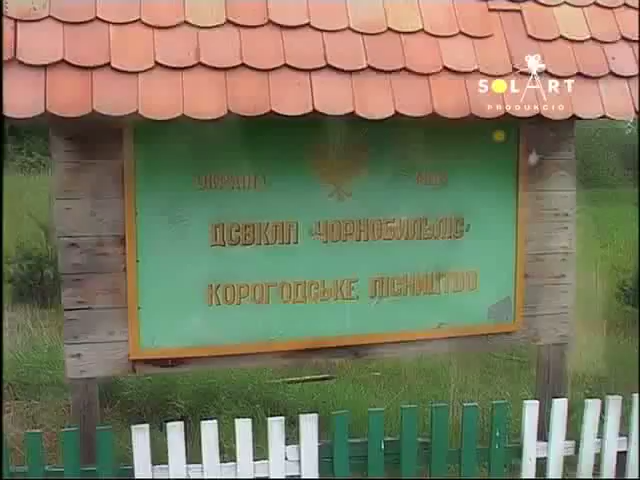 SOLART
PRODUKCIO
УКРАЇНА
ДСВКЛП «ЧОРНОБИЛЬЛІС»
КОРОГОДСЬКЕ ЛІСНИЦТВО